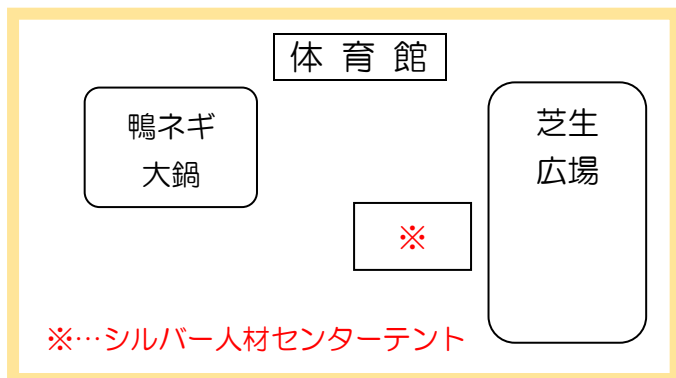 体 育 館
鴨ネギ
大鍋
芝生
広場
※
※…シルバー人材センターテント